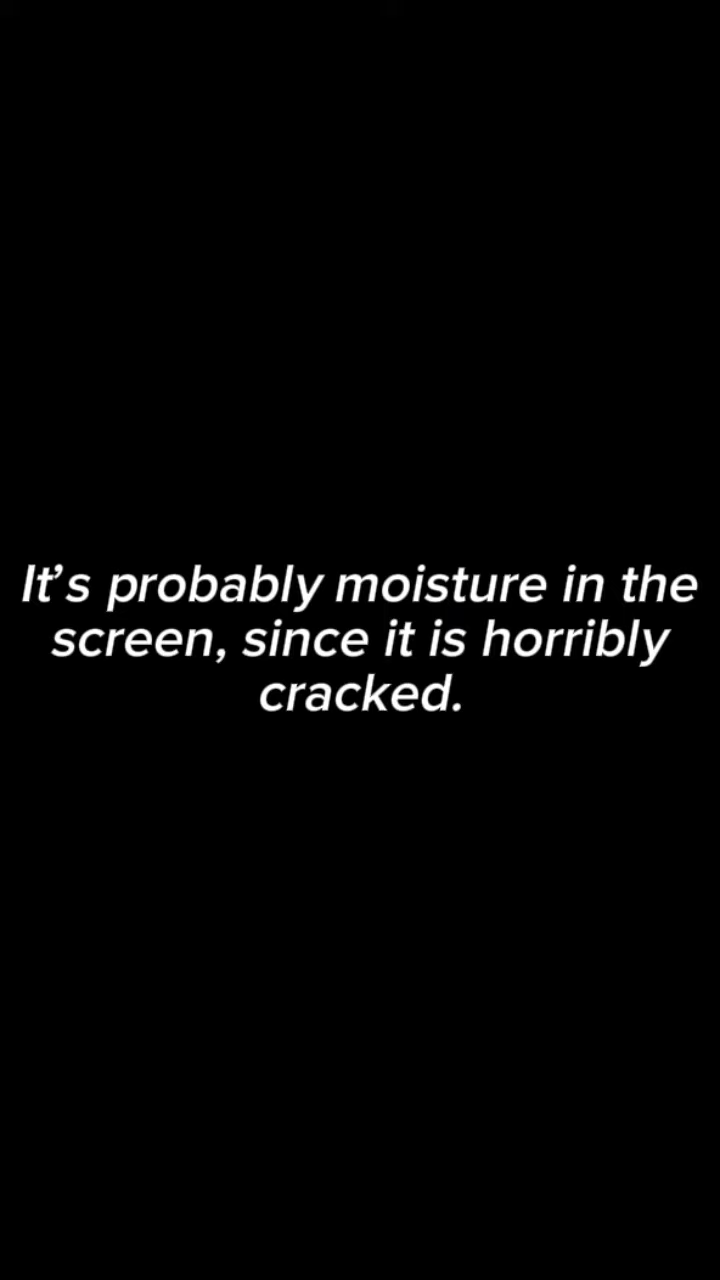 It’s probably moisture in the
screen, since it is horribly
cracked.